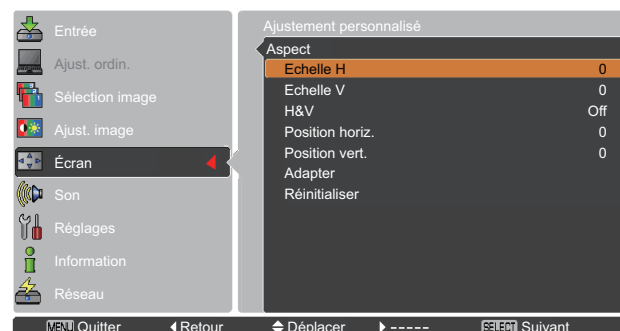 Entrée
Ajust. ordin.
Sélection image
Ajust. image
Écran
Son
Réglages
Information
Réseau
Ajustement personnalisé
Aspect
Echelle H 0
Echelle V 0
H&V Off
Position horiz. 0
Position vert. 0
Adapter
Réinitialiser
MENU Quitter Retour Déplacer ----- SELECT Suivant